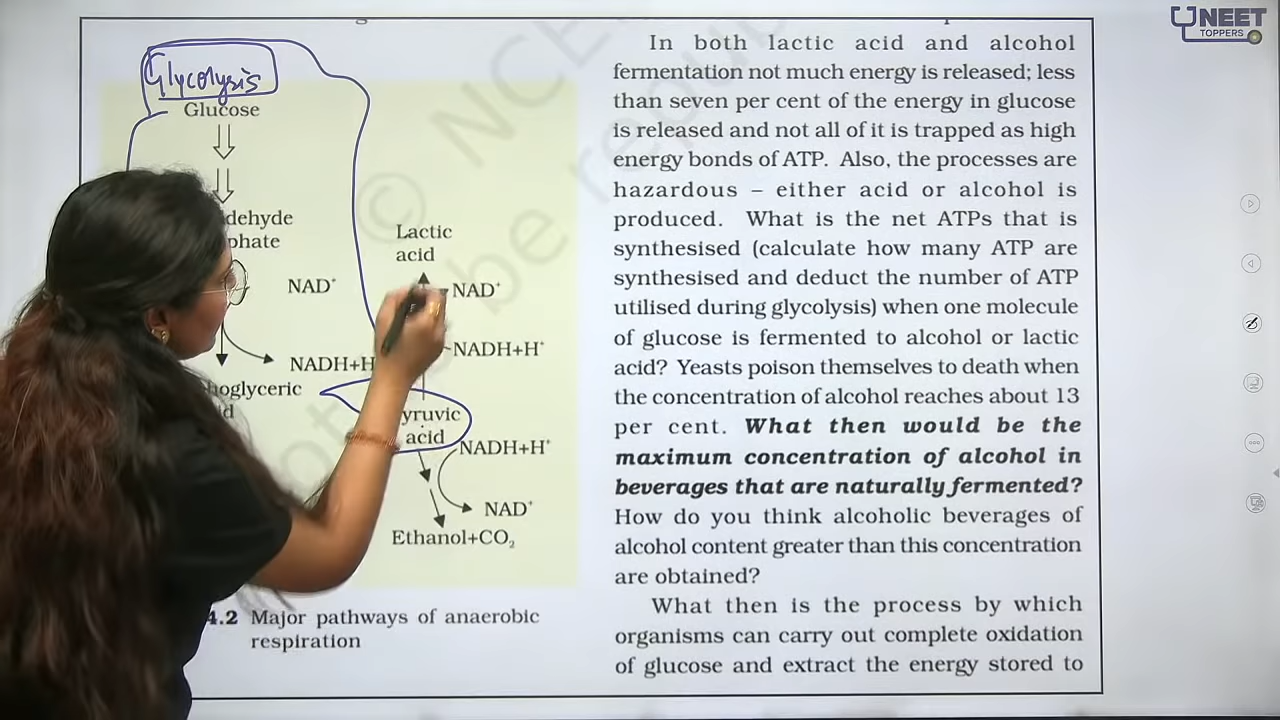 UNEET
TOPPERS
Glycolysis
Glucose
dehyde
phate
NAD⁺
NADH+H
hoglyceric
id
Lactic
acid
NAD⁺
NADH+H⁺
yruvic
acid
NADH+H⁺
NAD⁺
Ethanol+CO₂
4.2 Major pathways of anaerobic
respiration
In both lactic acid and alcohol
fermentation not much energy is released; less
than seven per cent of the energy in glucose
is released and not all of it is trapped as high
energy bonds of ATP. Also, the processes are
hazardous – either acid or alcohol is
produced. What is the net ATPs that is
synthesised (calculate how many ATP are
synthesised and deduct the number of ATP
utilised during glycolysis) when one molecule
of glucose is fermented to alcohol or lactic
acid? Yeasts poison themselves to death when
the concentration of alcohol reaches about 13
per cent. What then would be the
maximum concentration of alcohol in
beverages that are naturally fermented?
How do you think alcoholic beverages of
alcohol content greater than this concentration
are obtained?
What then is the process by which
organisms can carry out complete oxidation
of glucose and extract the energy stored to